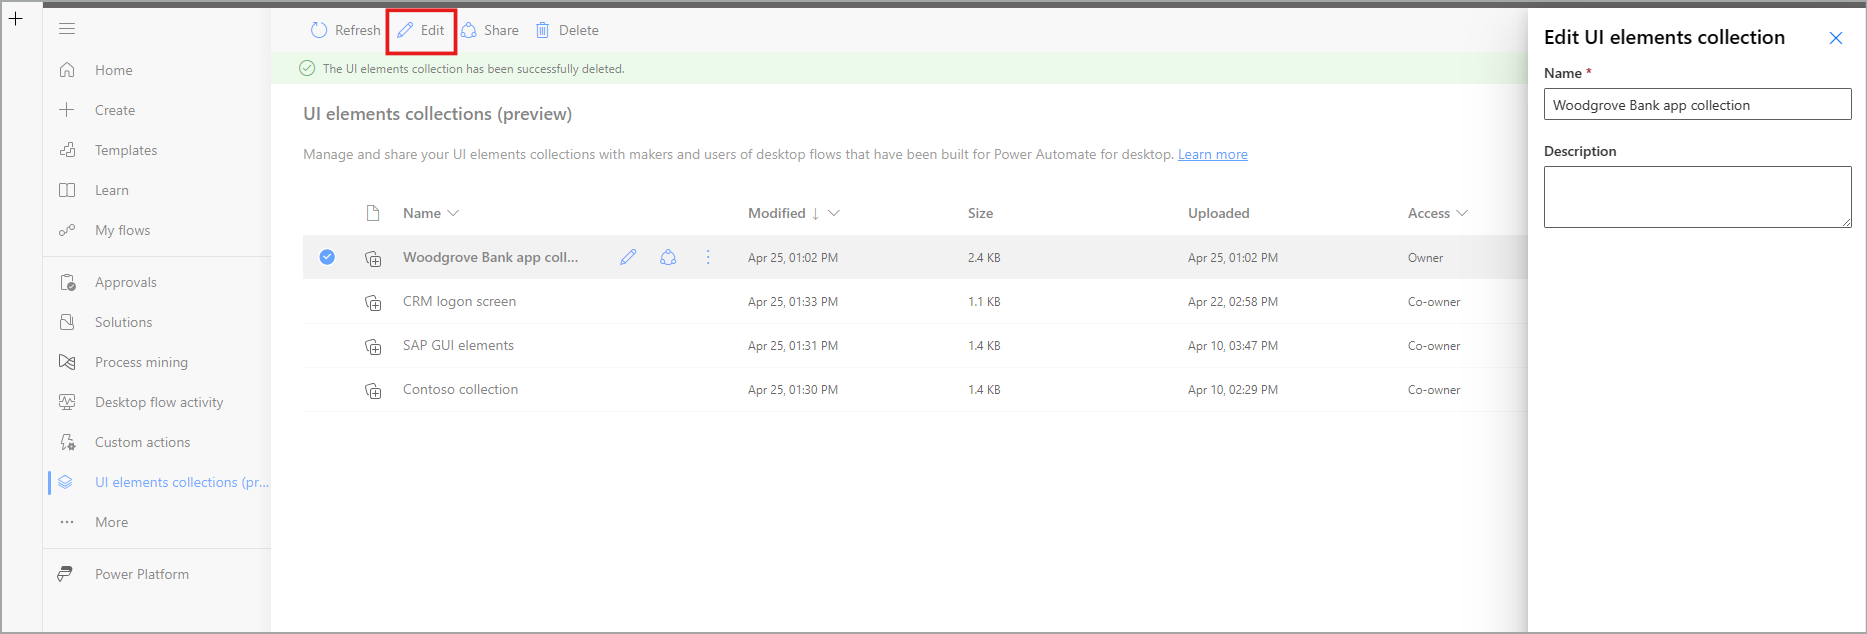 Refresh Edit Share Delete
The UI elements collection has been successfully deleted.
Home
Create
Templates
Learn
My flows
Approvals
Solutions
Process mining
Desktop flow activity
Custom actions
UI elements collections (pr...
More
Power Platform
UI elements collections (preview)
Manage and share your UI elements collections with makers and users of desktop flows that have been built for Power Automate for desktop. Learn more
Name Modified Size Uploaded Access
Woodgrove Bank app coll... Apr 25, 01:02 PM 2.4 KB Apr 25, 01:02 PM Owner
CRM logon screen Apr 25, 01:33 PM 1.1 KB Apr 22, 02:58 PM Co-owner
SAP GUI elements Apr 25, 01:31 PM 1.4 KB Apr 10, 03:47 PM Co-owner
Contoso collection Apr 25, 01:30 PM 1.4 KB Apr 10, 02:29 PM Co-owner
Edit UI elements collection
Name *
Woodgrove Bank app collection
Description